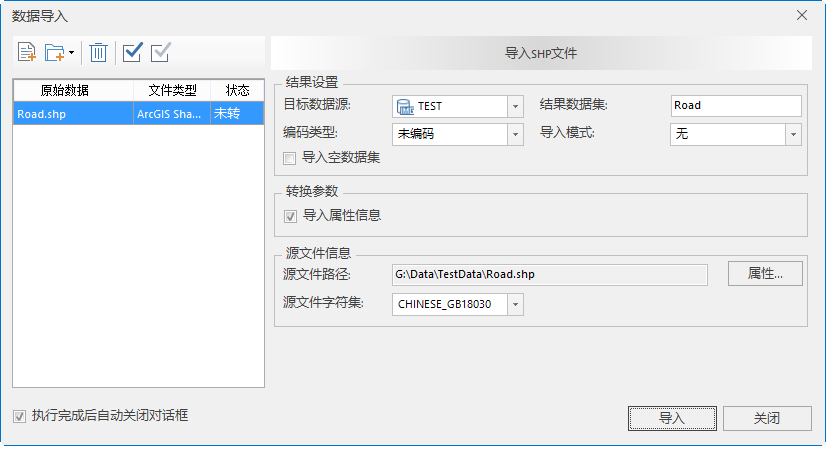 数据导入
导入SHP文件
原始数据 文件类型 状态
Road.shp ArcGIS Sha... 未转
结果设置
目标数据源: TEST 结果数据集: Road
编码类型: 未编码 导入模式: 无
导入空数据集
转换参数
导入属性信息
源文件信息
源文件路径: G:\Data\TestData\Road.shp 属性...
源文件字符集: CHINESE_GB18030
执行完成后自动关闭对话框 导入 关闭